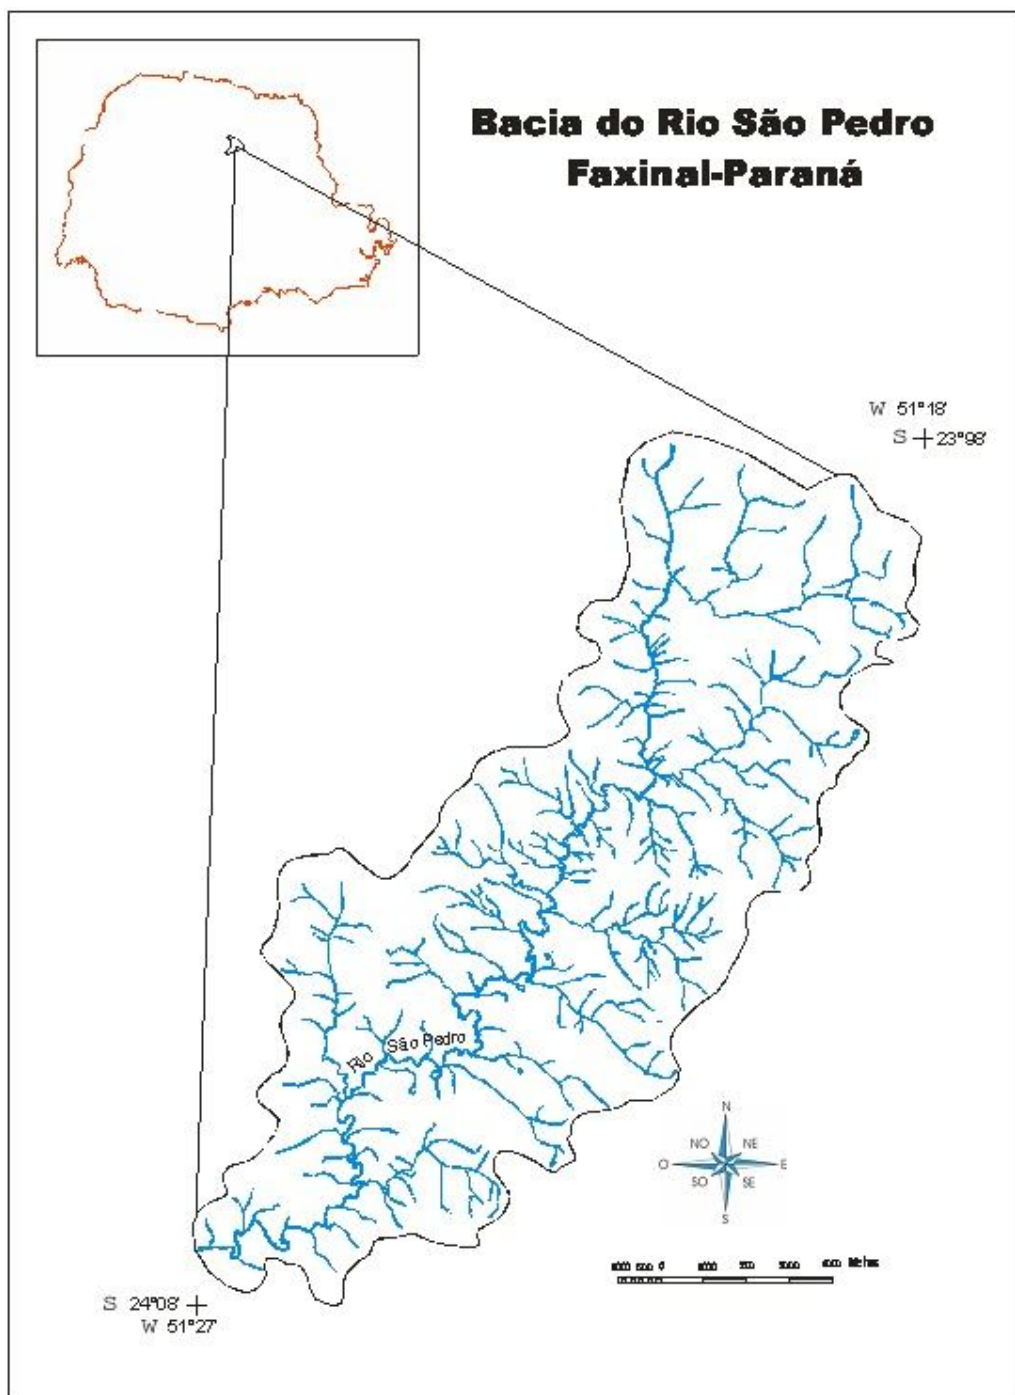 Bacia do Rio São Pedro
Faxinal-Paraná
W 51°18'
S 23°98'
Rio São Pedro
N
NO NE
O E
SO SE
S
S 24°08'
W 51°27'